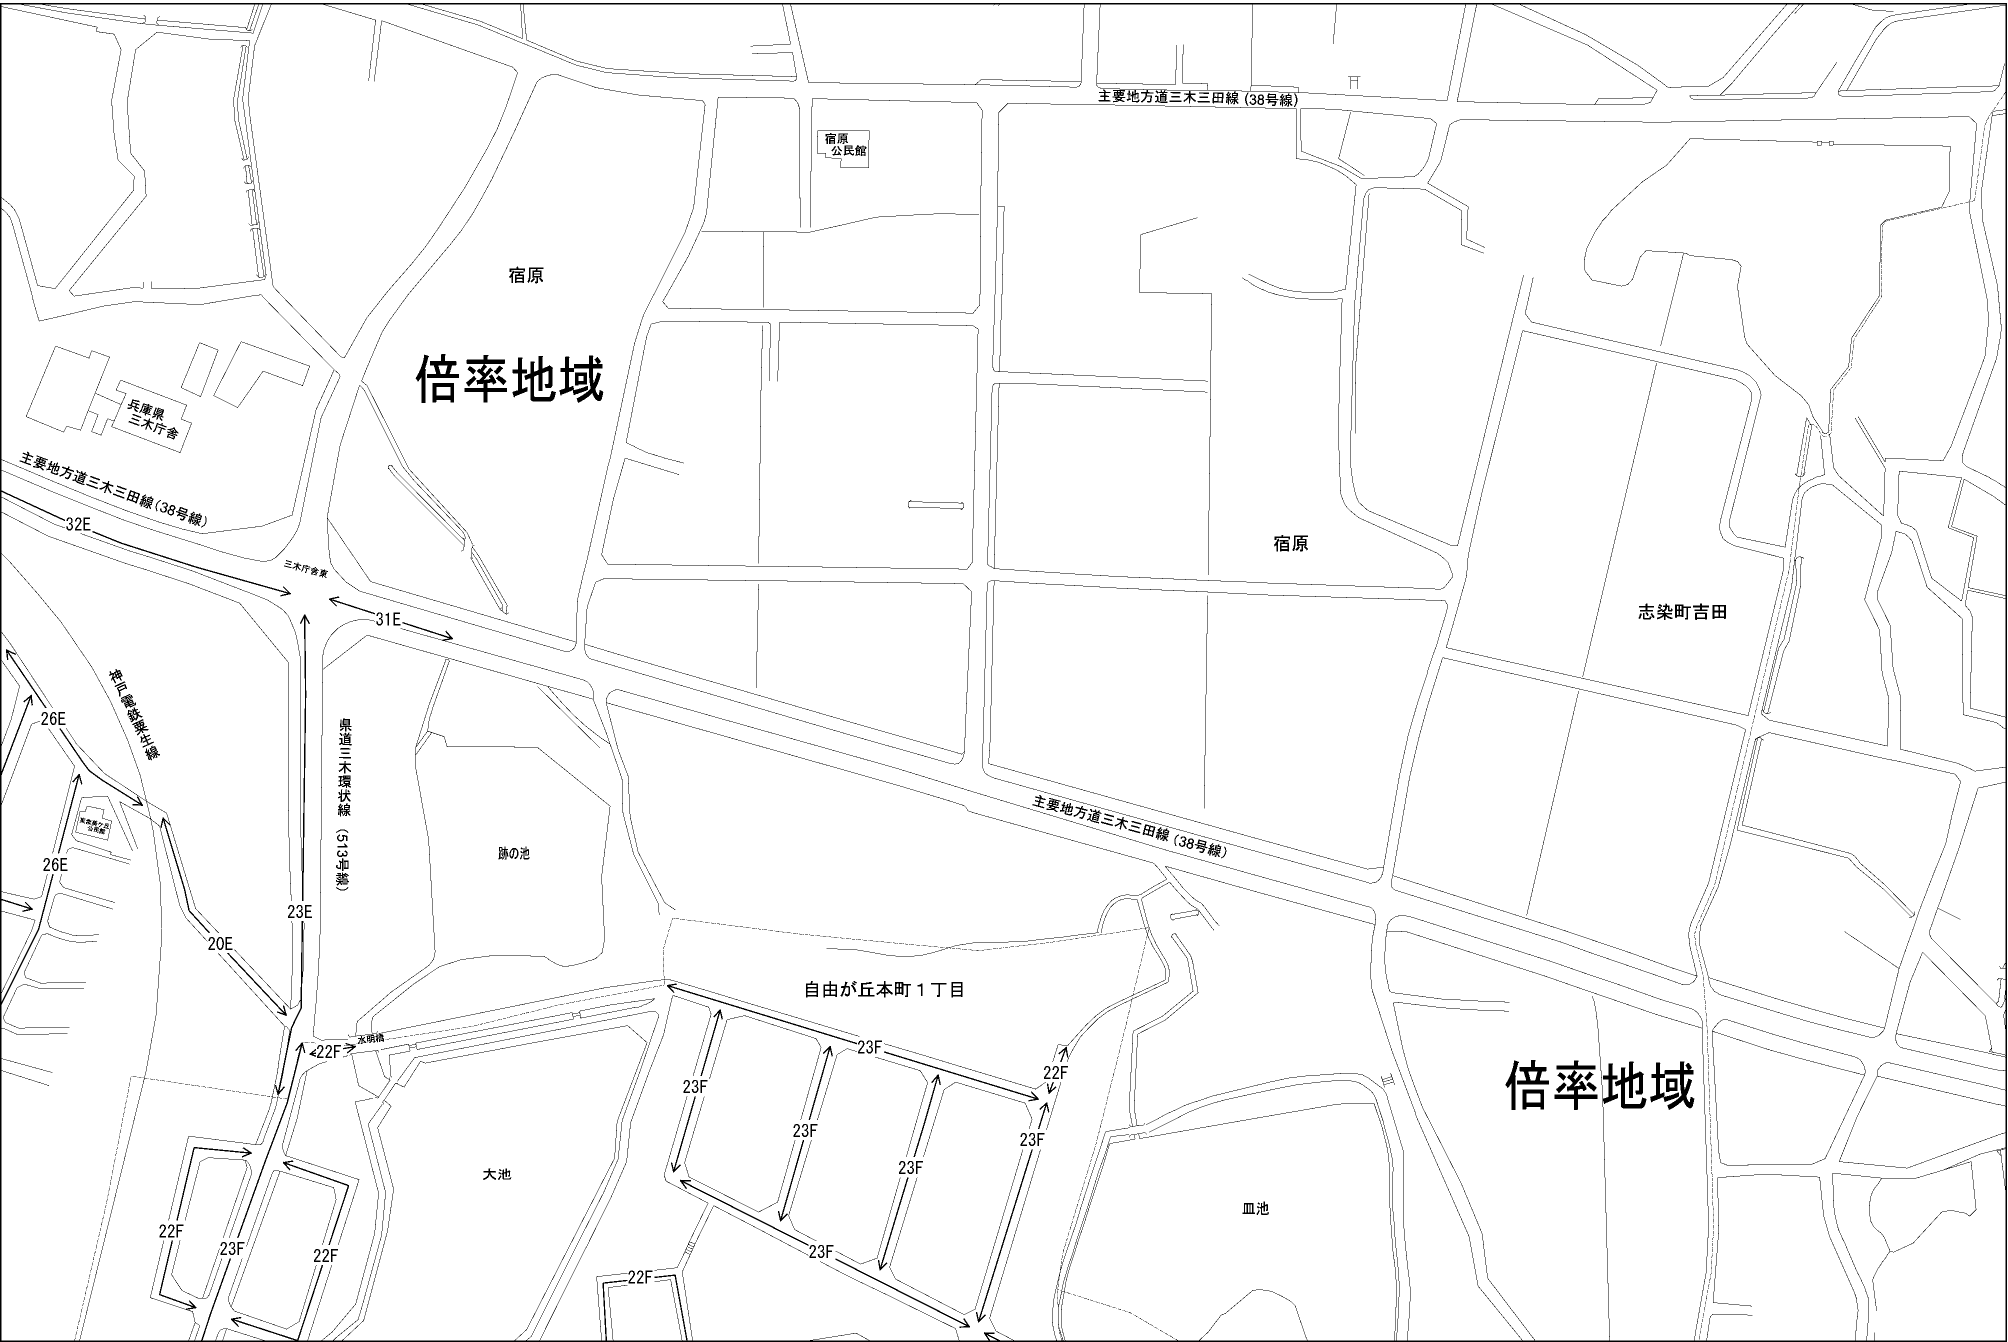 主要地方道三木三田線(38号線)
宿原
公民館
宿原
倍率地域
兵庫県
三木庁舎
主要地方道三木三田線(38号線)
32E
三木庁舎東
31E
宿原
志染町吉田
神戸電鉄粟生線
26E
県道三木環状線(513号線)
主要地方道三木三田線(38号線)
公民館
跡の池
26E
23E
20E
自由が丘本町1丁目
水明橋
22F
23F
22F
23F
倍率地域
23F
23F
23F
大池
皿池
22F
23F
22F
23F
22F